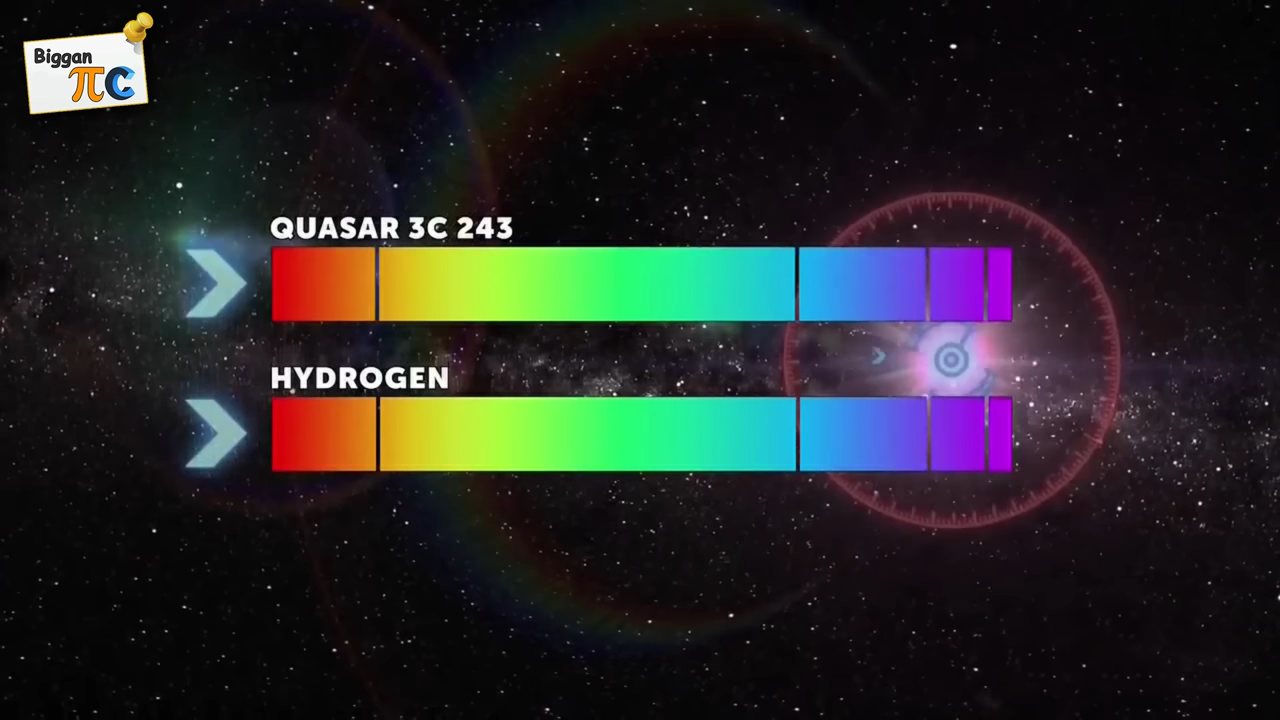 Biggan
πC
QUASAR 3C 243
HYDROGEN